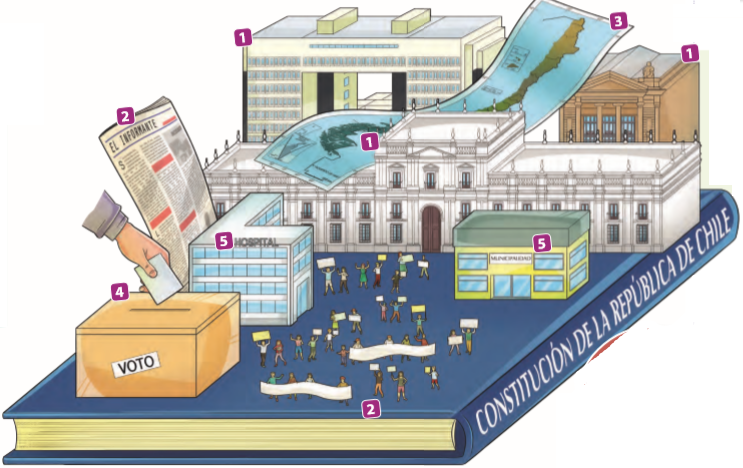 1
3
1
2
EL INFORMANTE
1
5
HOSPITAL
5
MUNICIPALIDAD
4
VOTO
2
CONSTITUCIÓN DE LA REPÚBLICA DE CHILE